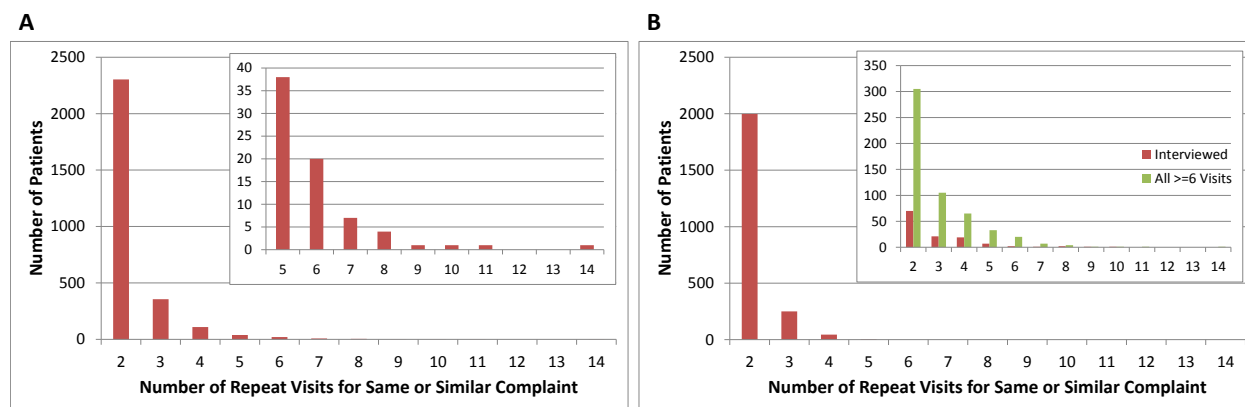 A
2500
2000
1500
1000
500
0
Number of Patients
2 3 4 5 6 7 8 9 10 11 12 13 14
Number of Repeat Visits for Same or Similar Complaint
40
35
30
25
20
15
10
5
0
5 6 7 8 9 10 11 12 13 14
B
2500
2000
1500
1000
500
0
Number of Patients
2 3 4 5 6 7 8 9 10 11 12 13 14
Number of Repeat Visits for Same or Similar Complaint
350
300
250
200
150
100
50
0
2 3 4 5 6 7 8 9 10 11 12 13 14
Interviewed
All >=6 Visits